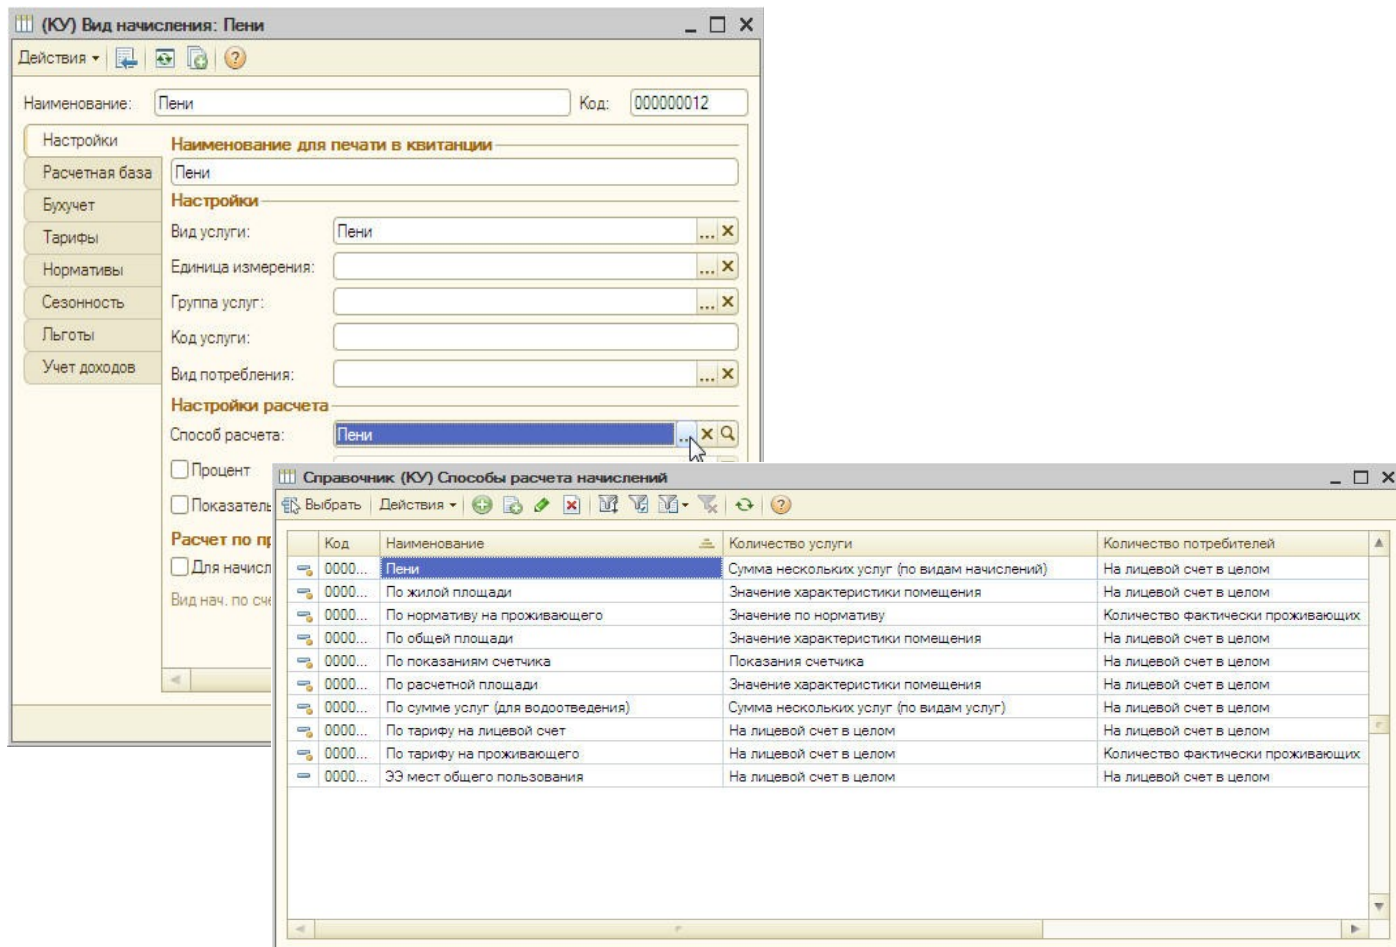 (КУ) Вид начисления: Пени
Действия
Наименование: Пени Код: 000000012
Настройки
Расчетная база
Бухучет
Тарифы
Нормативы
Сезонность
Льготы
Учет доходов
Наименование для печати в квитанции
Пени
Настройки
Вид услуги: Пени ...
Единица измерения: ...
Группа услуг: ...
Код услуги:
Вид потребления: ...
Настройки расчета
Способ расчета: Пени ...
Процент
Показатель
Расчет по пр
Для начисл
Вид нач. по сче
Справочник (КУ) Способы расчета начислений
Выбрать Действия
Код Наименование Количество услуги Количество потребителей
0000... Пени Сумма нескольких услуг (по видам начислений) На лицевой счет в целом
0000... По жилой площади Значение характеристики помещения На лицевой счет в целом
0000... По нормативу на проживающего Значение по нормативу Количество фактически проживающих
0000... По общей площади Значение характеристики помещения На лицевой счет в целом
0000... По показаниям счетчика Показания счетчика На лицевой счет в целом
0000... По расчетной площади Значение характеристики помещения На лицевой счет в целом
0000... По сумме услуг (для водоотведения) Сумма нескольких услуг (по видам услуг) На лицевой счет в целом
0000... По тарифу на лицевой счет На лицевой счет в целом На лицевой счет в целом
0000... По тарифу на проживающего На лицевой счет в целом Количество фактически проживающих
0000... ЭЭ мест общего пользования На лицевой счет в целом На лицевой счет в целом